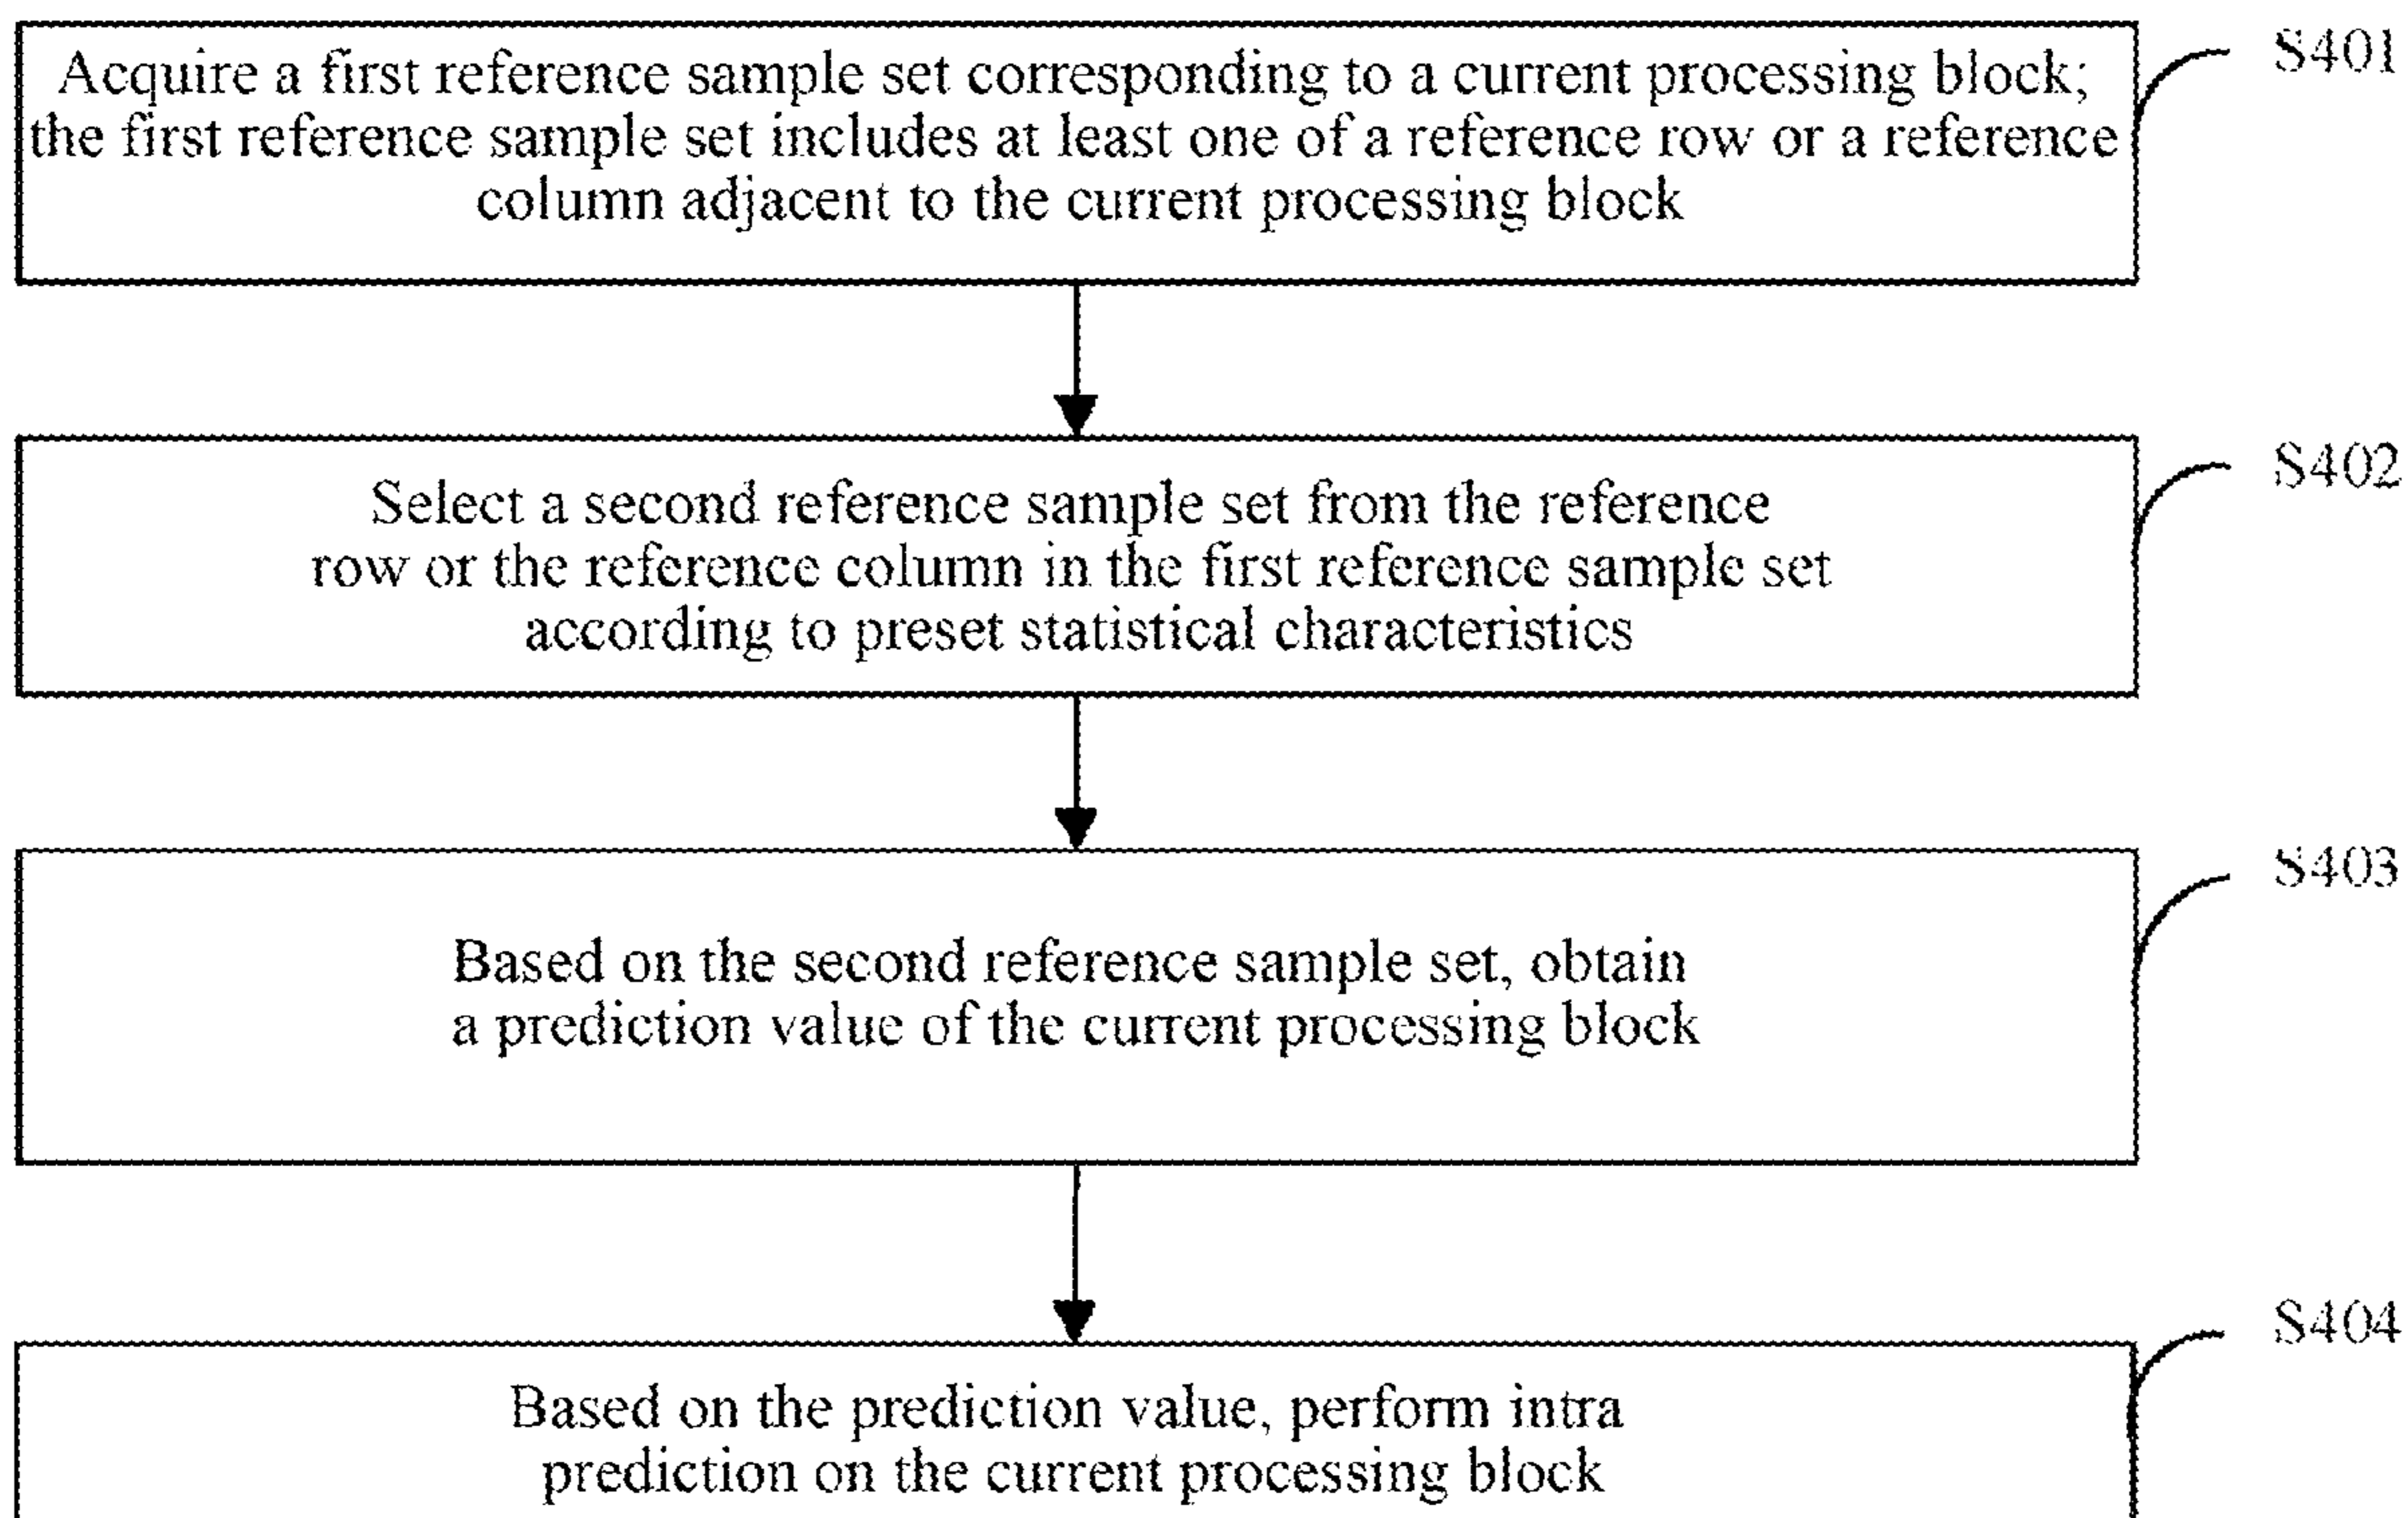 S401
Acquire a first reference sample set corresponding to a current processing block;
the first reference sample set includes at least one of a reference row or a reference
column adjacent to the current processing block
S402
Select a second reference sample set from the reference
row or the reference column in the first reference sample set
according to preset statistical characteristics
S403
Based on the second reference sample set, obtain
a prediction value of the current processing block
S404
Based on the prediction value, perform intra
prediction on the current processing block